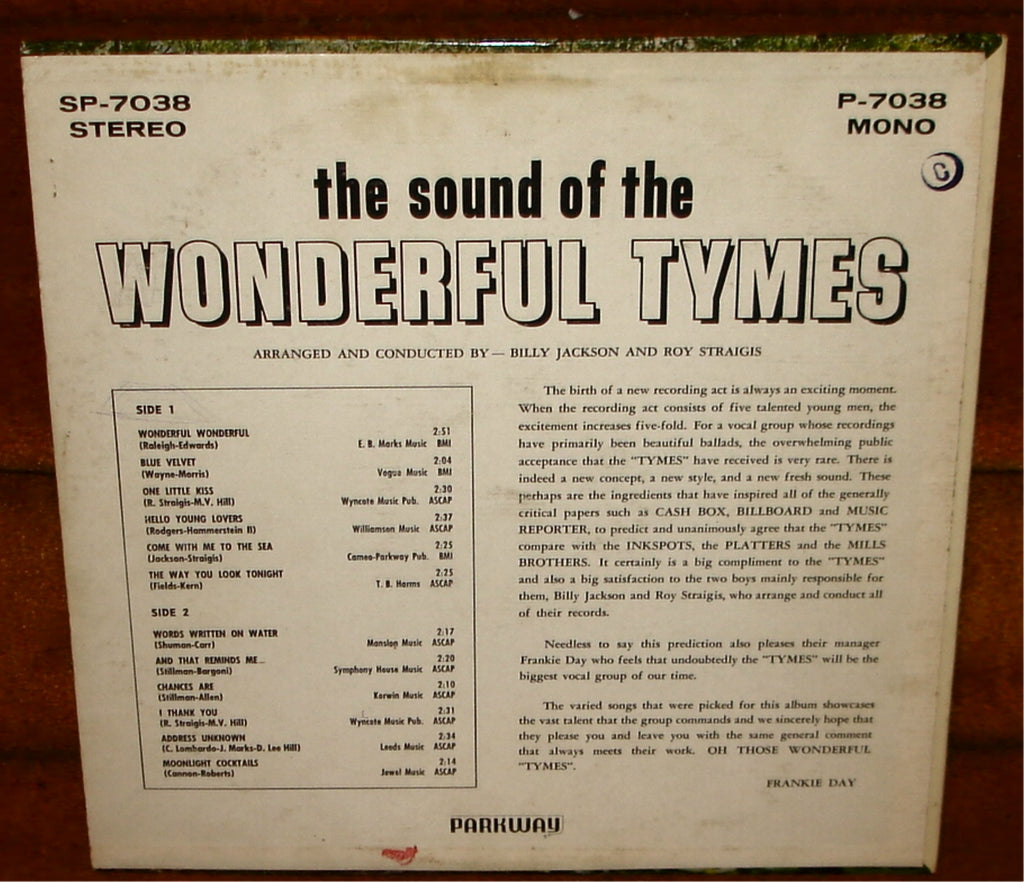 SP-7038
STEREO
P-7038
MONO
C
the sound of the
WONDERFUL TYMES
ARRANGED AND CONDUCTED BY — BILLY JACKSON AND ROY STRAIGIS
SIDE 1
WONDERFUL WONDERFUL 2:51
(Raleigh-Edwards) E. B. Marks Music BMI
BLUE VELVET 2:04
(Wayne-Morris) Vogue Music BMI
ONE LITTLE KISS 2:30
(R. Straigis-M.V. Hill) Wyncote Music Pub. ASCAP
HELLO YOUNG LOVERS 2:37
(Rodgers-Hammerstein II) Williamson Music ASCAP
COME WITH ME TO THE SEA 2:25
(Jackson-Straigis) Cameo-Parkway Pub. BMI
THE WAY YOU LOOK TONIGHT 2:25
(Fields-Kern) T. B. Harms ASCAP
SIDE 2
WORDS WRITTEN ON WATER 2:17
(Shuman-Carr) Mansion Music ASCAP
AND THAT REMINDS ME... 2:20
(Stillman-Bargoni) Symphony House Music ASCAP
CHANCES ARE 2:10
(Stillman-Allen) Korwin Music ASCAP
I THANK YOU 2:31
(R. Straigis-M.V. Hill) Wyncote Music Pub. ASCAP
ADDRESS UNKNOWN 2:34
(C. Lombardo-J. Marks-D. Lee Hill) Leeds Music ASCAP
MOONLIGHT COCKTAILS 2:14
(Cannon-Roberts) Jewel Music ASCAP
The birth of a new recording act is always an exciting moment.
When the recording act consists of five talented young men, the
excitement increases five-fold. For a vocal group whose recordings
have primarily been beautiful ballads, the overwhelming public
acceptance that the "TYMES" have received is very rare. There is
indeed a new concept, a new style, and a new fresh sound. These
perhaps are the ingredients that have inspired all of the generally
critical papers such as CASH BOX, BILLBOARD and MUSIC
REPORTER, to predict and unanimously agree that the "TYMES"
compare with the INKSPOTS, the PLATTERS and the MILLS
BROTHERS. It certainly is a big compliment to the "TYMES"
and also a big satisfaction to the two boys mainly responsible for
them, Billy Jackson and Roy Straigis, who arrange and conduct all
of their records.
Needless to say this prediction also pleases their manager
Frankie Day who feels that undoubtedly the "TYMES" will be the
biggest vocal group of our time.
The varied songs that were picked for this album showcases
the vast talent that the group commands and we sincerely hope that
they please you and leave you with the same general comment
that always meets their work. OH THOSE WONDERFUL
"TYMES".
FRANKIE DAY
PARKWAY